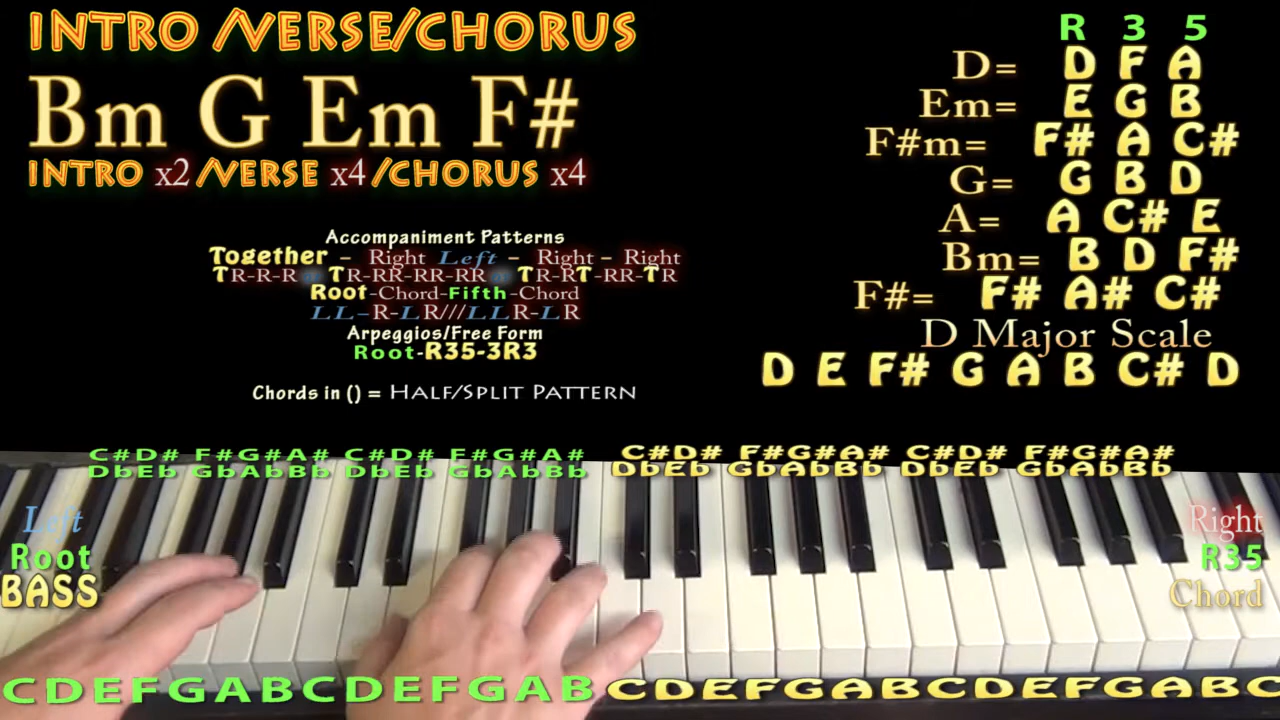 INTRO /VERSE/CHORUS
Bm G Em F#
INTRO x2/VERSE x4/CHORUS x4
Accompaniment Patterns
Together – Right Left – Right – Right
TR-R-R TR-RR-RR-RR TR-RT-RR-TR
Root-Chord-Fifth-Chord
LL–R-LR///LLR-LR
Arpeggios/Free Form
Root-R35-3R3
Chords in () = HALF/SPLIT PATTERN
R 3 5
D= D F A
Em= E G B
F#m= F# A C#
G= G B D
A= A C# E
Bm= B D F#
F#= F# A# C#
D Major Scale
D E F# G A B C# D
C#D# F#G#A# C#D# F#G#A# C#D# F#G#A# C#D# F#G#A#
DbEb GbAbBb DbEb GbAbBb DbEb GbAbBb DbEb GbAbBb
Left
Root
BASS
Right
R35
Chord
CDEFGABCDEFGAB CDEFGABCDEFGABC